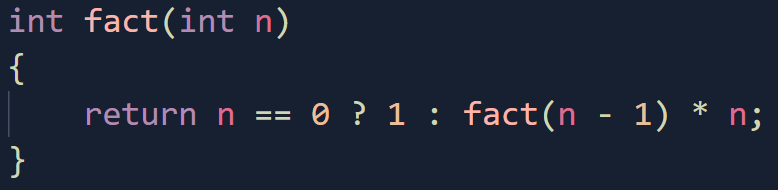 int fact(int n)
{
    return n == 0 ? 1 : fact(n - 1) * n;
}